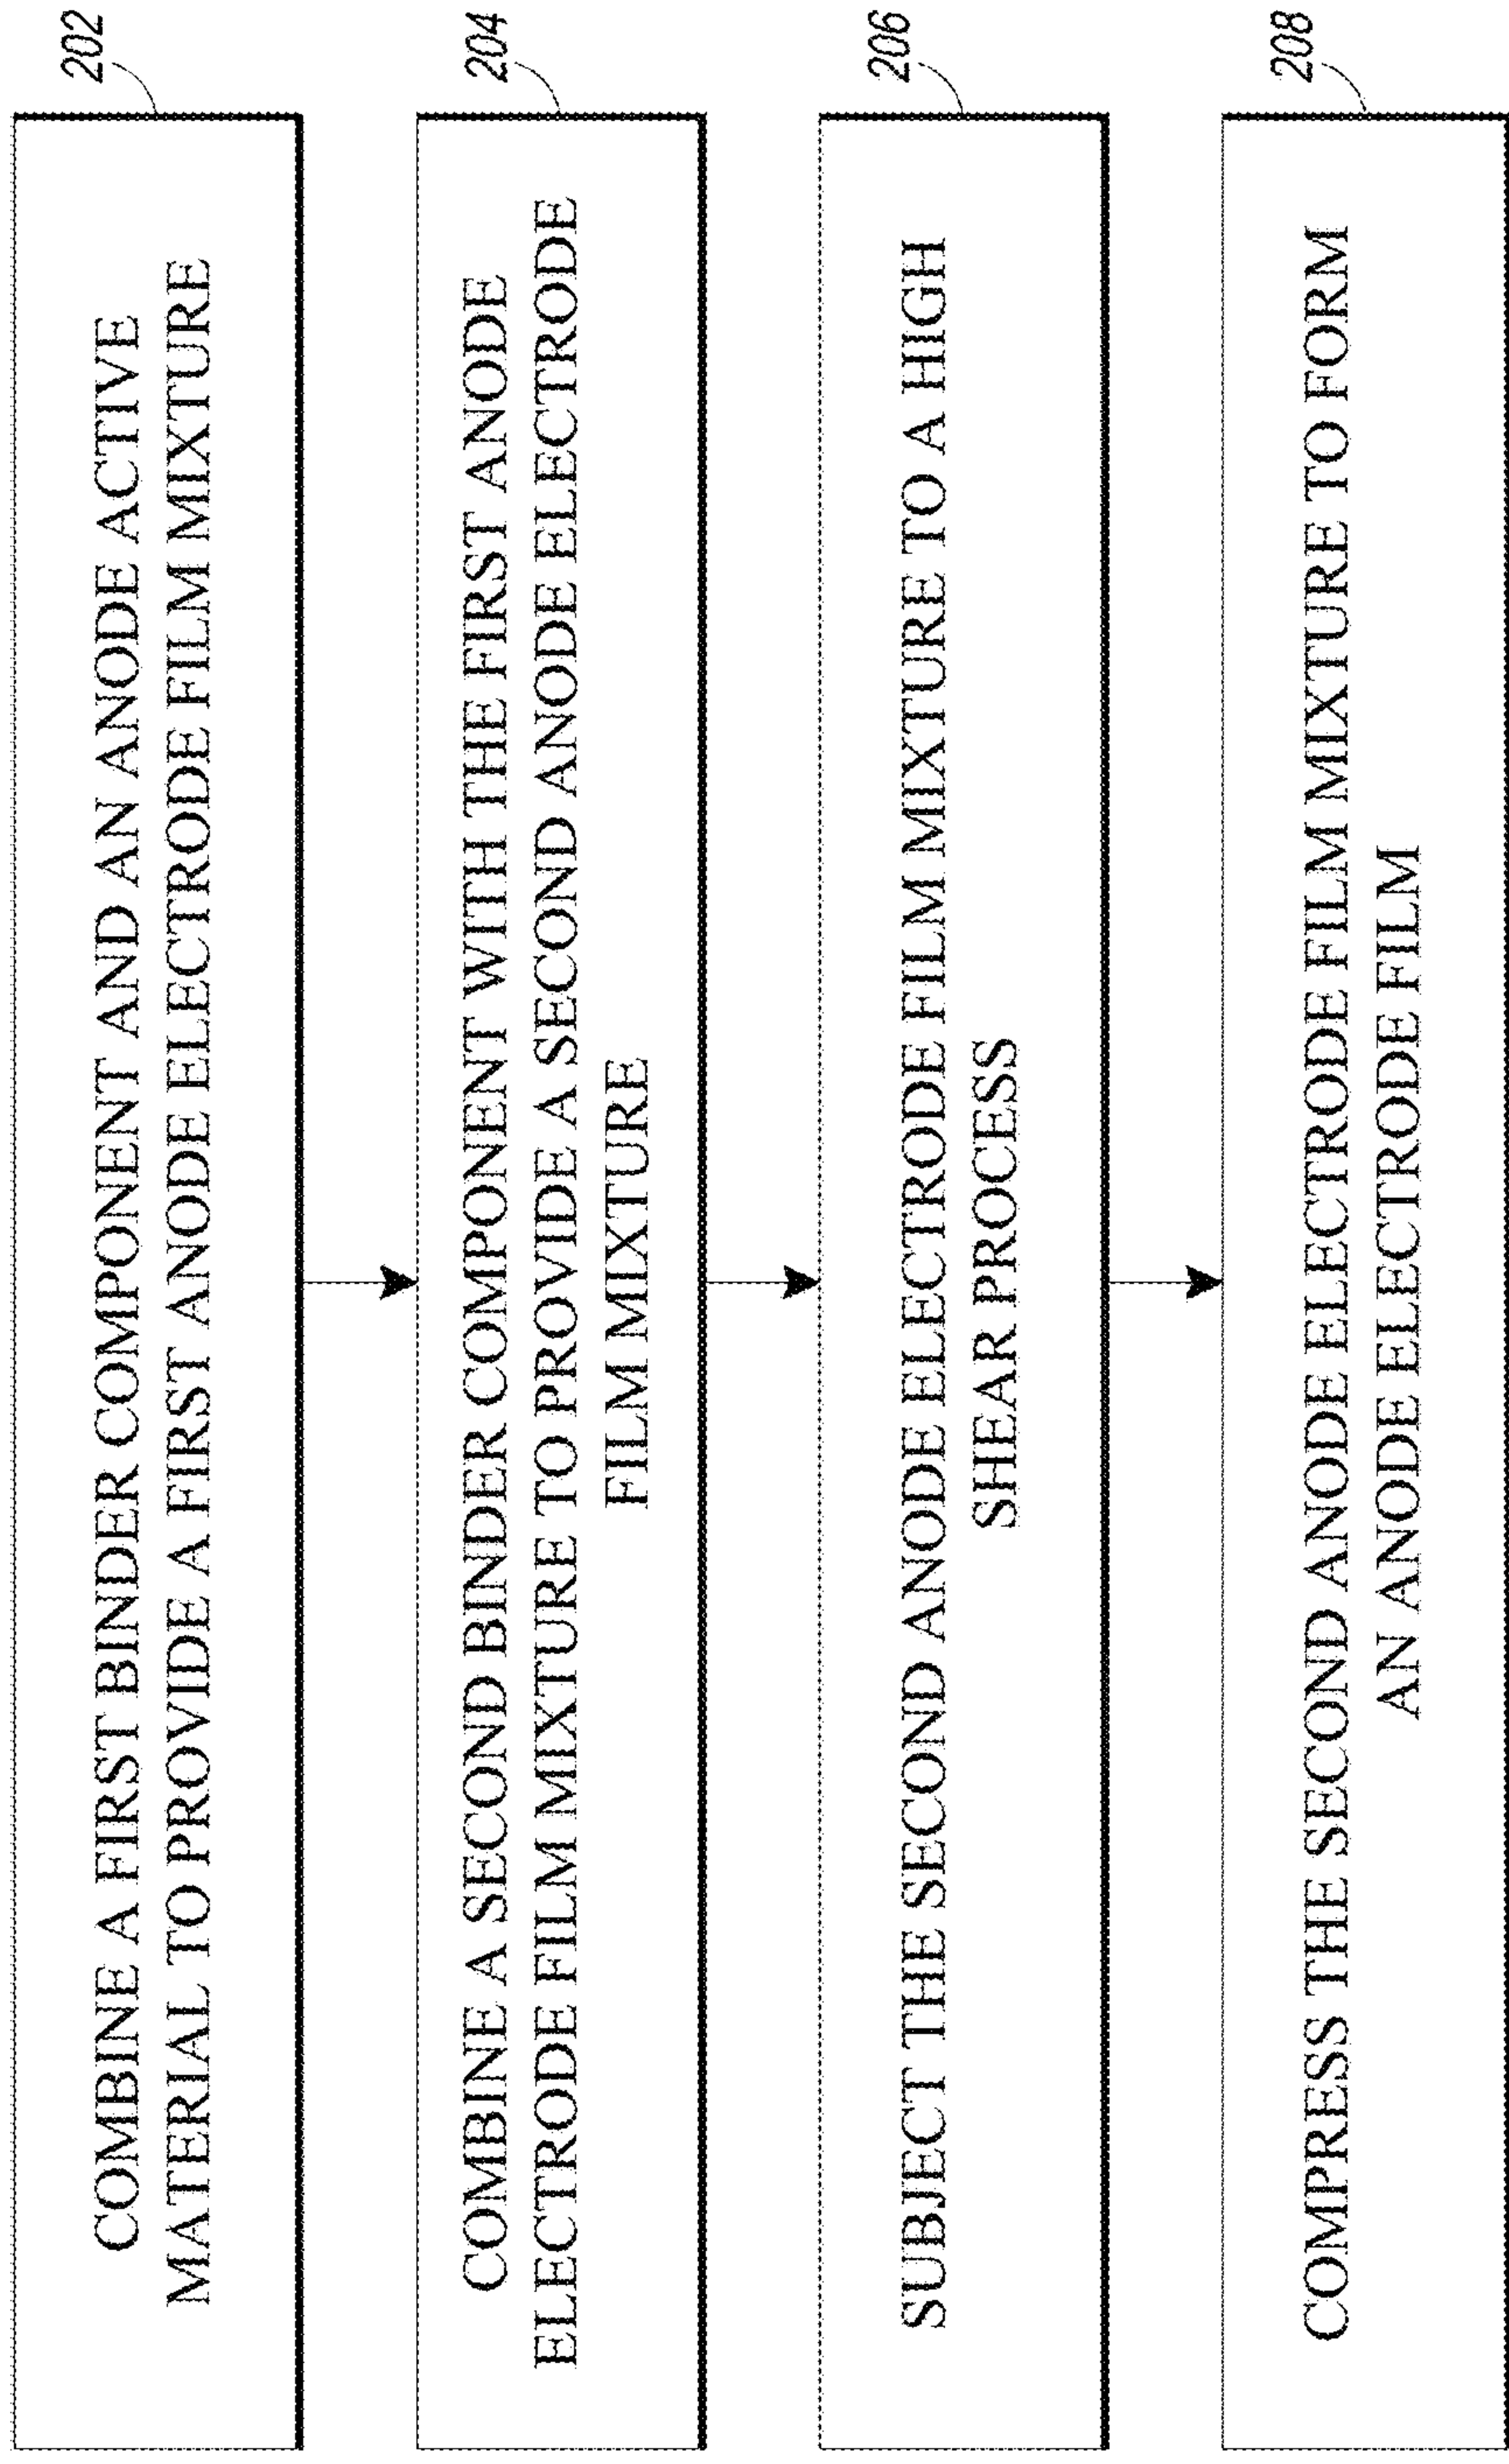 202
COMBINE A FIRST BINDER COMPONENT AND AN ANODE ACTIVE
MATERIAL TO PROVIDE A FIRST ANODE ELECTRODE FILM MIXTURE
204
COMBINE A SECOND BINDER COMPONENT WITH THE FIRST ANODE
ELECTRODE FILM MIXTURE TO PROVIDE A SECOND ANODE ELECTRODE
FILM MIXTURE
206
SUBJECT THE SECOND ANODE ELECTRODE FILM MIXTURE TO A HIGH
SHEAR PROCESS
208
COMPRESS THE SECOND ANODE ELECTRODE FILM MIXTURE TO FORM
AN ANODE ELECTRODE FILM